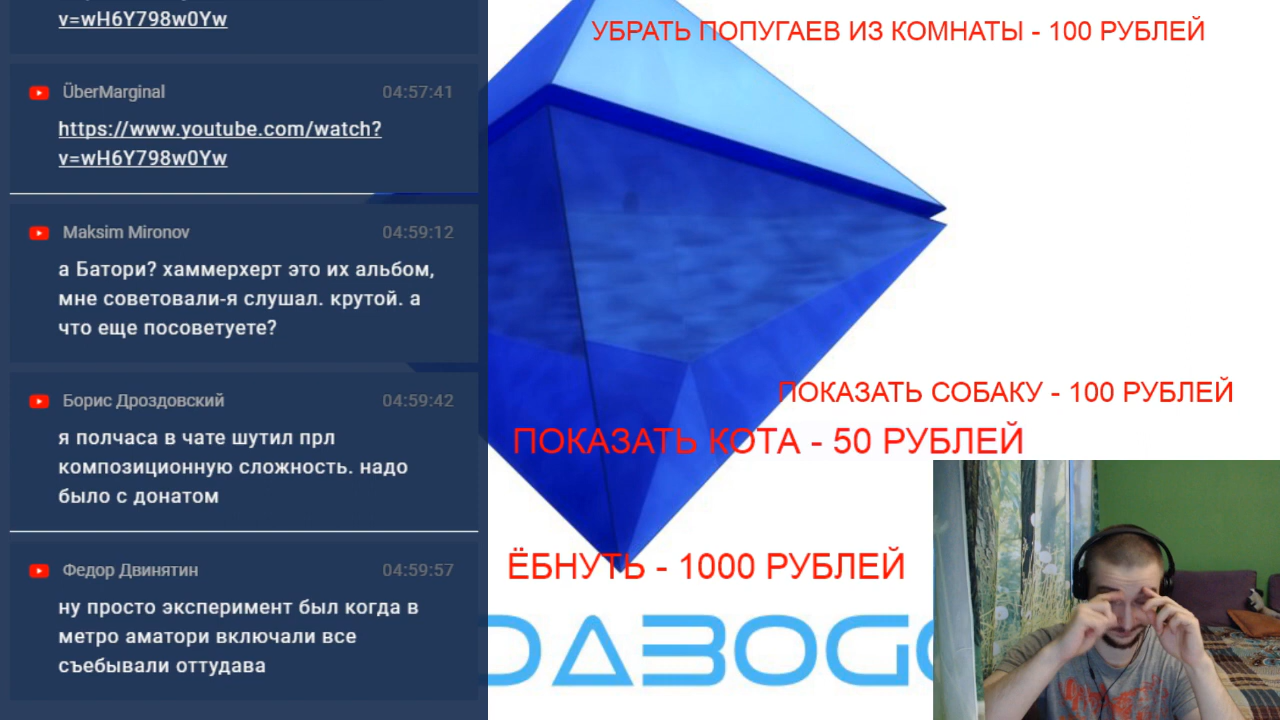 v=wH6Y798w0Yw
ÜberMarginal 04:57:41
https://www.youtube.com/watch?
v=wH6Y798w0Yw
Maksim Mironov 04:59:12
а Батори? хаммерхерт это их альбом,
мне советовали-я слушал. крутой. а
что еще посоветуете?
Борис Дроздовский 04:59:42
я полчаса в чате шутил прл
композиционную сложность. надо
было с донатом
Федор Двинятин 04:59:57
ну просто эксперимент был когда в
метро аматори включали все
съебывали оттудава
УБРАТЬ ПОПУГАЕВ ИЗ КОМНАТЫ - 100 РУБЛЕЙ
ПОКАЗАТЬ СОБАКУ - 100 РУБЛЕЙ
ПОКАЗАТЬ КОТА - 50 РУБЛЕЙ
ЁБНУТЬ - 1000 РУБЛЕЙ